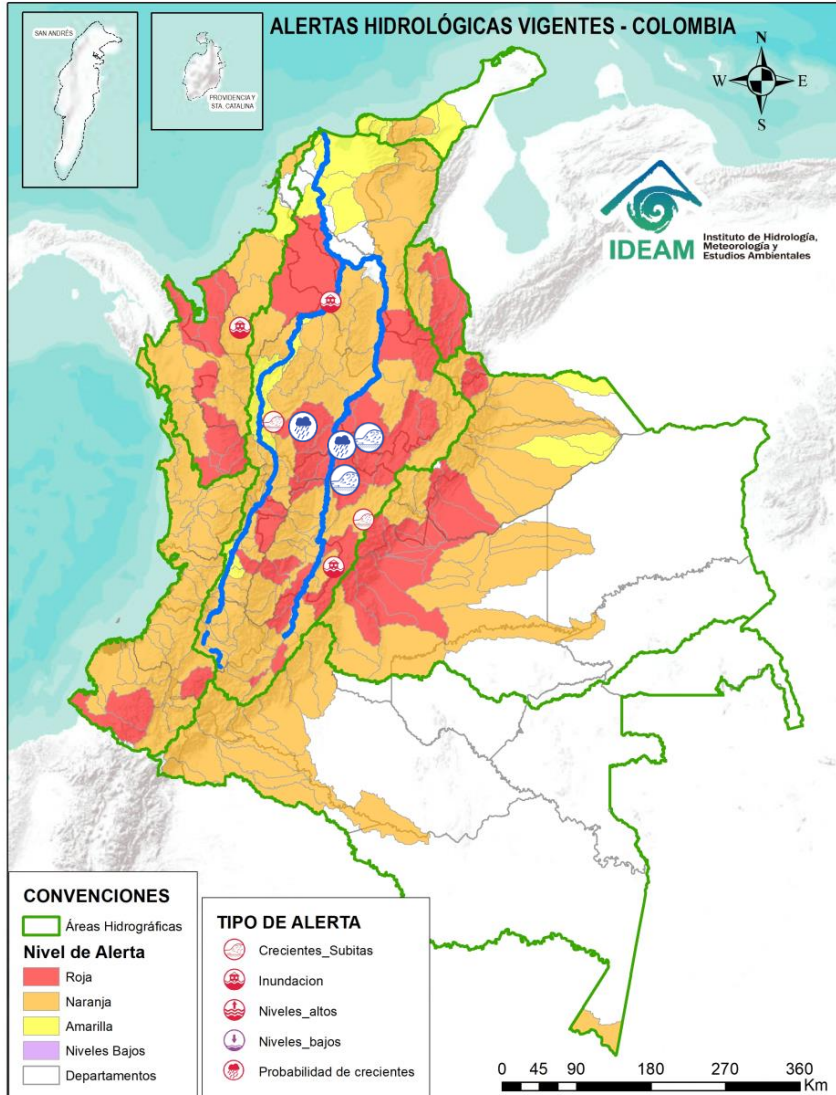 ALERTAS HIDROLÓGICAS VIGENTES - COLOMBIA
SAN ANDRÉS
PROVIDENCIA Y
STA. CATALINA
N
W
E
S
IDEAM
Instituto de Hidrología,
Meteorología y
Estudios Ambientales
CONVENCIONES
Áreas Hidrográficas
Nivel de Alerta
Roja
Naranja
Amarilla
Niveles Bajos
Departamentos
TIPO DE ALERTA
Crecientes_Subitas
Inundacion
Niveles_altos
Niveles_bajos
Probabilidad de crecientes
0 45 90 180 270 360
Km